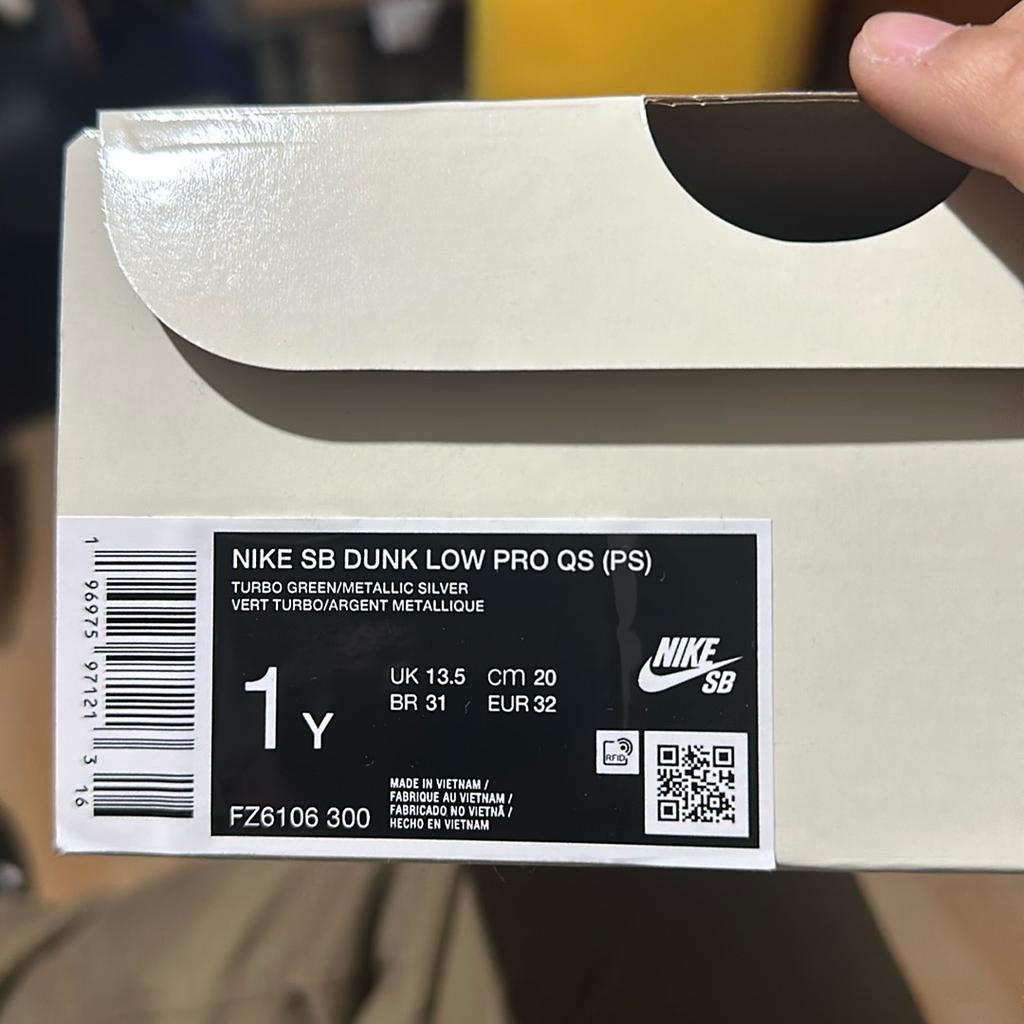 NIKE SB DUNK LOW PRO QS (PS)
TURBO GREEN/METALLIC SILVER
VERT TURBO/ARGENT METALLIQUE
1 Y
UK 13.5 cm 20
BR 31 EUR 32
NIKE
SB
RFID
MADE IN VIETNAM /
FABRIQUE AU VIETNAM /
FABRICADO NO VIETNÃ /
HECHO EN VIETNAM
FZ6106 300
1 96975 97121 3 16